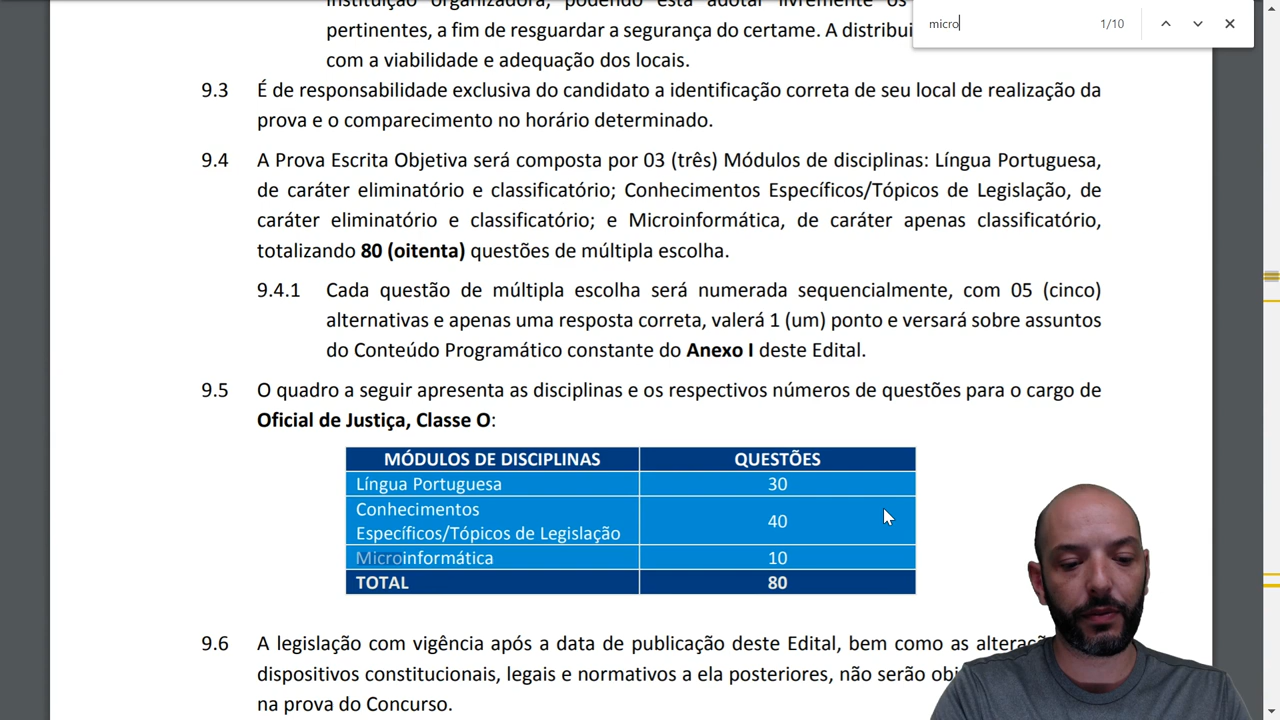 instituição organizadora, podendo esta adotar livremente os
micro
1/10
pertinentes, a fim de resguardar a segurança do certame. A distribui
com a viabilidade e adequação dos locais.
9.3 É de responsabilidade exclusiva do candidato a identificação correta de seu local de realização da
prova e o comparecimento no horário determinado.
9.4 A Prova Escrita Objetiva será composta por 03 (três) Módulos de disciplinas: Língua Portuguesa,
de caráter eliminatório e classificatório; Conhecimentos Específicos/Tópicos de Legislação, de
caráter eliminatório e classificatório; e Microinformática, de caráter apenas classificatório,
totalizando 80 (oitenta) questões de múltipla escolha.
9.4.1 Cada questão de múltipla escolha será numerada sequencialmente, com 05 (cinco)
alternativas e apenas uma resposta correta, valerá 1 (um) ponto e versará sobre assuntos
do Conteúdo Programático constante do Anexo I deste Edital.
9.5 O quadro a seguir apresenta as disciplinas e os respectivos números de questões para o cargo de
Oficial de Justiça, Classe O:
MÓDULOS DE DISCIPLINAS QUESTÕES
Língua Portuguesa 30
Conhecimentos
Específicos/Tópicos de Legislação 40
Microinformática 10
TOTAL 80
9.6 A legislação com vigência após a data de publicação deste Edital, bem como as alteraç
dispositivos constitucionais, legais e normativos a ela posteriores, não serão obj
na prova do Concurso.